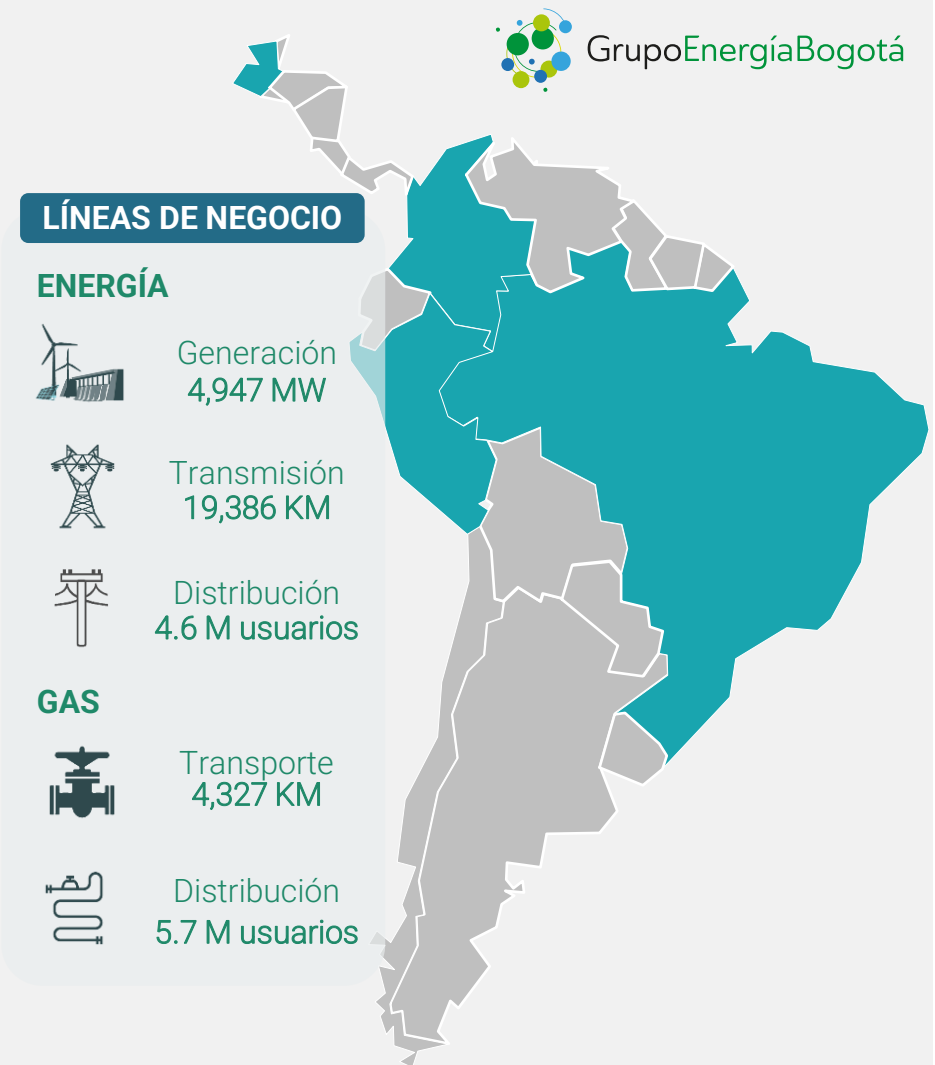 GrupoEnergíaBogotá
LÍNEAS DE NEGOCIO
ENERGÍA
Generación
4,947 MW
Transmisión
19,386 KM
Distribución
4.6 M usuarios
GAS
Transporte
4,327 KM
Distribución
5.7 M usuarios